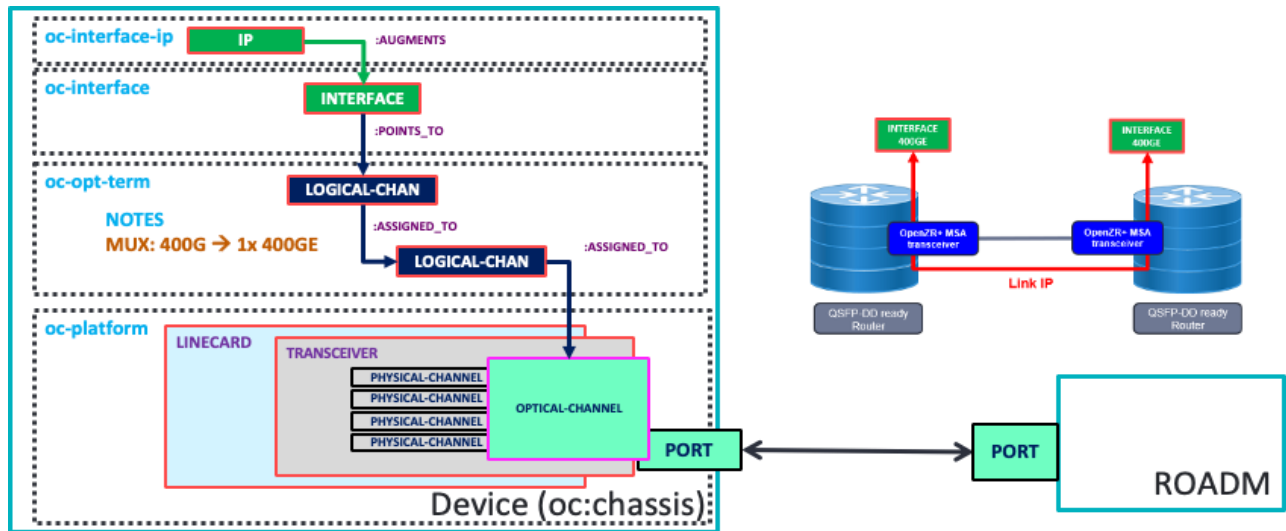 oc-interface-ip
IP
:AUGMENTS
oc-interface
INTERFACE
:POINTS_TO
oc-opt-term
LOGICAL-CHAN
NOTES
MUX: 400G → 1x 400GE
:ASSIGNED_TO
:ASSIGNED_TO
LOGICAL-CHAN
oc-platform
LINECARD
TRANSCEIVER
PHYSICAL-CHANNEL
PHYSICAL-CHANNEL
PHYSICAL-CHANNEL
PHYSICAL-CHANNEL
OPTICAL-CHANNEL
PORT
Device (oc:chassis)
INTERFACE
400GE
INTERFACE
400GE
OpenZR+ MSA
transceiver
OpenZR+ MSA
transceiver
Link IP
QSFP-DD ready
Router
QSFP-DD ready
Router
PORT
ROADM